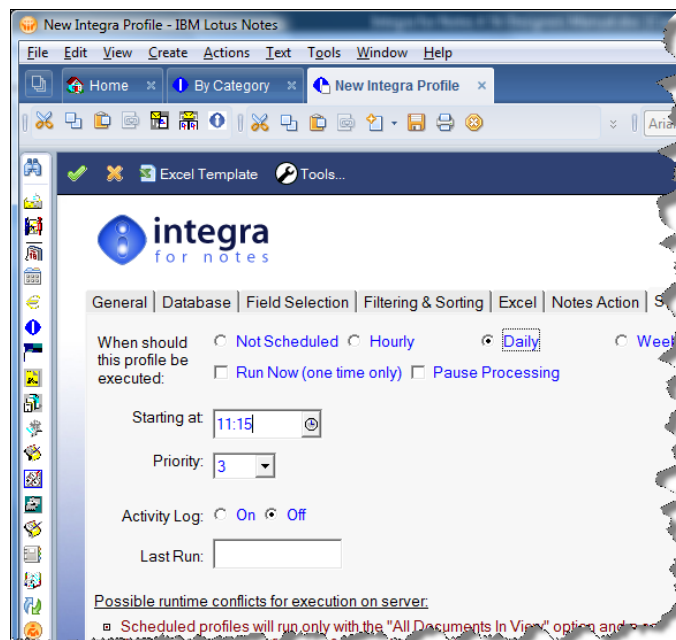 New Integra Profile - IBM Lotus Notes
File Edit View Create Actions Text Tools Window Help
Home By Category New Integra Profile
Excel Template Tools...
integra
for notes
General Database Field Selection Filtering & Sorting Excel Notes Action
When should this profile be executed:
Not Scheduled Hourly Daily
Run Now (one time only) Pause Processing
Starting at: 11:15
Priority: 3
Activity Log: On Off
Last Run:
Possible runtime conflicts for execution on server:
Scheduled profiles will run only with the "All Documents In View" option and